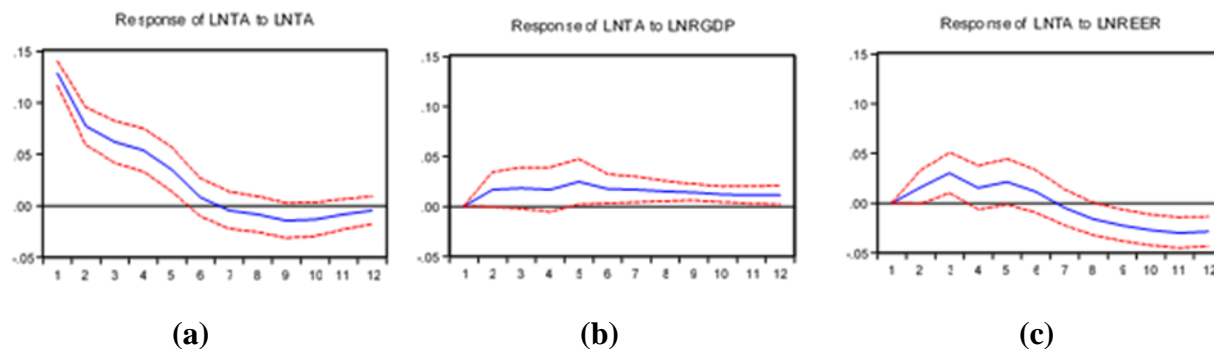 Response of LNTA to LNTA
.15
.10
.05
.00
-.05
1 2 3 4 5 6 7 8 9 10 11 12
(a)
Response of LNTA to LNRGDP
.15
.10
.05
.00
-.05
1 2 3 4 5 6 7 8 9 10 11 12
(b)
Response of LNTA to LNREER
.15
.10
.05
.00
-.05
1 2 3 4 5 6 7 8 9 10 11 12
(c)